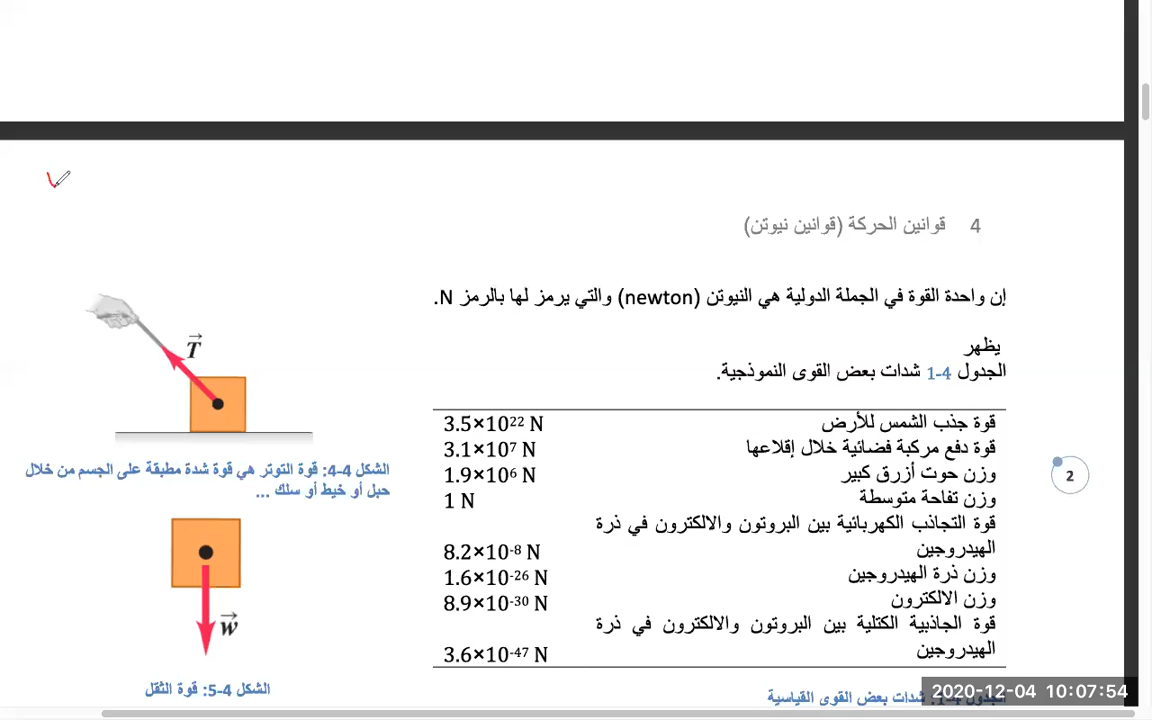 4 قوانين الحركة (قوانين نيوتن)
إن واحدة القوة في الجملة الدولية هي النيوتن (newton) والتي يرمز لها بالرمز N.
يظهر
الجدول 4-1 شدات بعض القوى النموذجية.
قوة جذب الشمس للأرض 3.5×10²² N
قوة دفع مركبة فضائية خلال إقلاعها 3.1×10⁷ N
وزن حوت أزرق كبير 1.9×10⁶ N
وزن تفاحة متوسطة 1 N
قوة التجاذب الكهربائية بين البروتون والالكترون في ذرة
الهيدروجين 8.2×10⁻⁸ N
وزن ذرة الهيدروجين 1.6×10⁻²⁶ N
وزن الالكترون 8.9×10⁻³⁰ N
قوة الجاذبية الكتلية بين البروتون والالكترون في ذرة
الهيدروجين 3.6×10⁻⁴⁷ N
شدات بعض القوى القياسية
2
T
الشكل 4-4: قوة التوتر هي قوة شدة مطبقة على الجسم من خلال
حبل أو خيط أو سلك ...
w
الشكل 4-5: قوة الثقل
2020-12-04 10:07:54